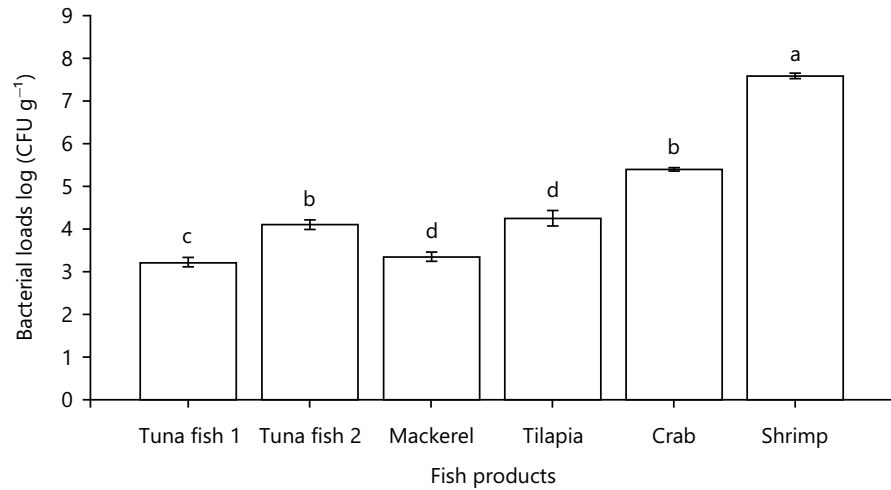 Bacterial loads log (CFU g⁻¹)
9
8
7
6
5
4
3
2
1
0
c
b
d
d
b
a
Tuna fish 1
Tuna fish 2
Mackerel
Tilapia
Crab
Shrimp
Fish products